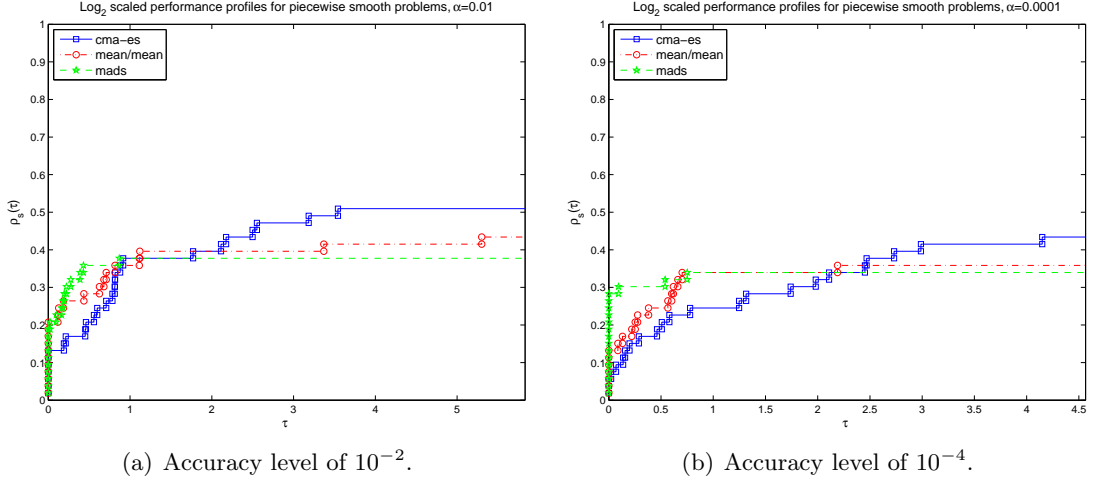 Log2 scaled performance profiles for piecewise smooth problems, α=0.01
1
0.9
0.8
0.7
0.6
0.5
0.4
0.3
0.2
0.1
0
ρs(τ)
cma−es
mean/mean
mads
0 1 2 3 4 5
τ
(a) Accuracy level of 10−2.
Log2 scaled performance profiles for piecewise smooth problems, α=0.0001
1
0.9
0.8
0.7
0.6
0.5
0.4
0.3
0.2
0.1
0
ρs(τ)
cma−es
mean/mean
mads
0 0.5 1 1.5 2 2.5 3 3.5 4 4.5
τ
(b) Accuracy level of 10−4.